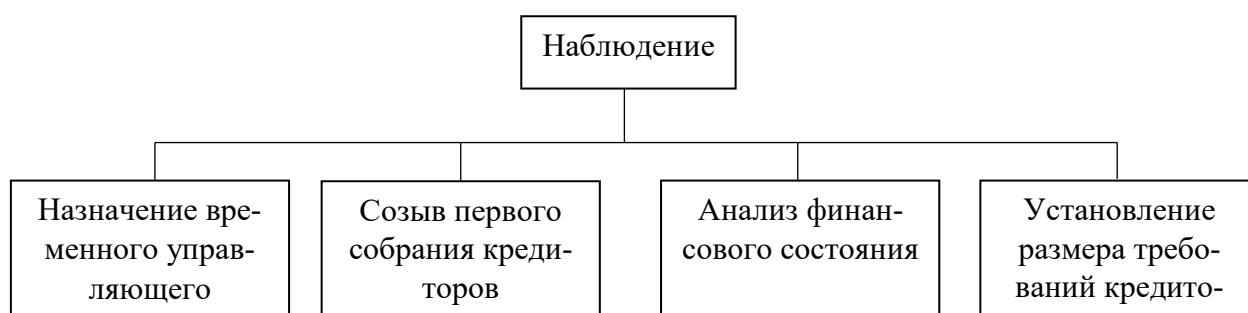 Наблюдение
Назначение вре-
менного управ-
ляющего
Созыв первого
собрания креди-
торов
Анализ финан-
сового состояния
Установление
размера требо-
ваний кредито-